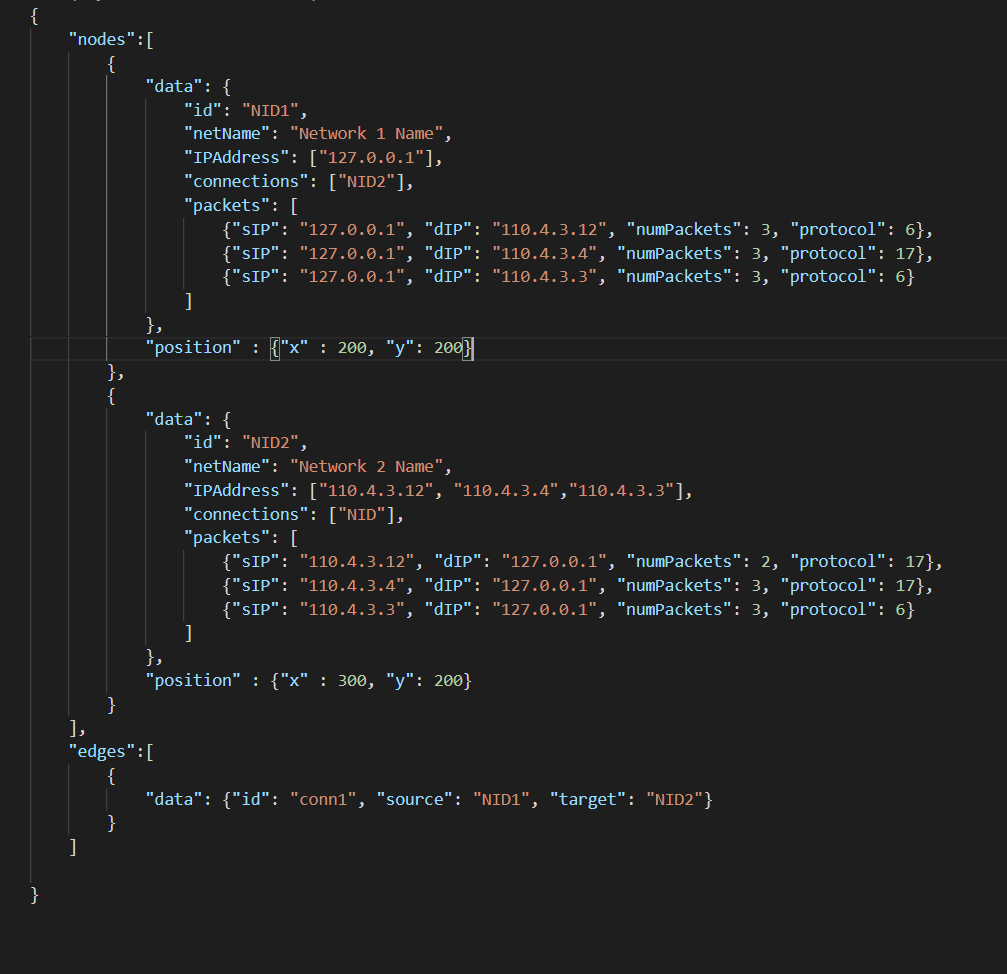 {
"nodes":[
{
"data": {
"id": "NID1",
"netName": "Network 1 Name",
"IPAddress": ["127.0.0.1"],
"connections": ["NID2"],
"packets": [
{"sIP": "127.0.0.1", "dIP": "110.4.3.12", "numPackets": 3, "protocol": 6},
{"sIP": "127.0.0.1", "dIP": "110.4.3.4", "numPackets": 3, "protocol": 17},
{"sIP": "127.0.0.1", "dIP": "110.4.3.3", "numPackets": 3, "protocol": 6}
]
},
"position" : {"x" : 200, "y": 200}
},
{
"data": {
"id": "NID2",
"netName": "Network 2 Name",
"IPAddress": ["110.4.3.12", "110.4.3.4","110.4.3.3"],
"connections": ["NID"],
"packets": [
{"sIP": "110.4.3.12", "dIP": "127.0.0.1", "numPackets": 2, "protocol": 17},
{"sIP": "110.4.3.4", "dIP": "127.0.0.1", "numPackets": 3, "protocol": 17},
{"sIP": "110.4.3.3", "dIP": "127.0.0.1", "numPackets": 3, "protocol": 6}
]
},
"position" : {"x" : 300, "y": 200}
}
],
"edges":[
{
"data": {"id": "conn1", "source": "NID1", "target": "NID2"}
}
]
}